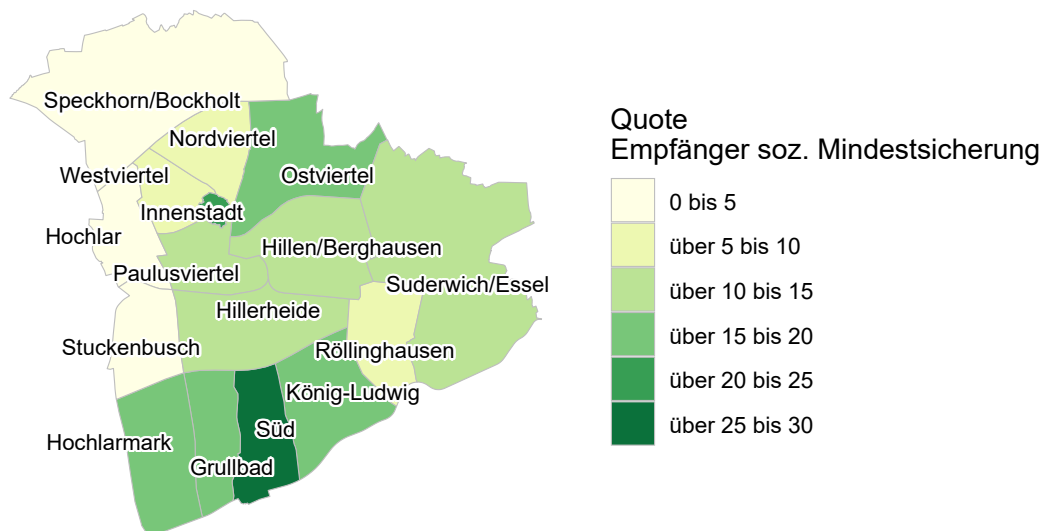 Speckhorn/Bockholt
Nordviertel
Westviertel
Ostviertel
Innenstadt
Hochlar
Hillen/Berghausen
Paulusviertel
Suderwich/Essel
Hillerheide
Stuckenbusch
Röllinghausen
König-Ludwig
Süd
Hochlarmark
Grullbad
Quote
Empfänger soz. Mindestsicherung
0 bis 5
über 5 bis 10
über 10 bis 15
über 15 bis 20
über 20 bis 25
über 25 bis 30